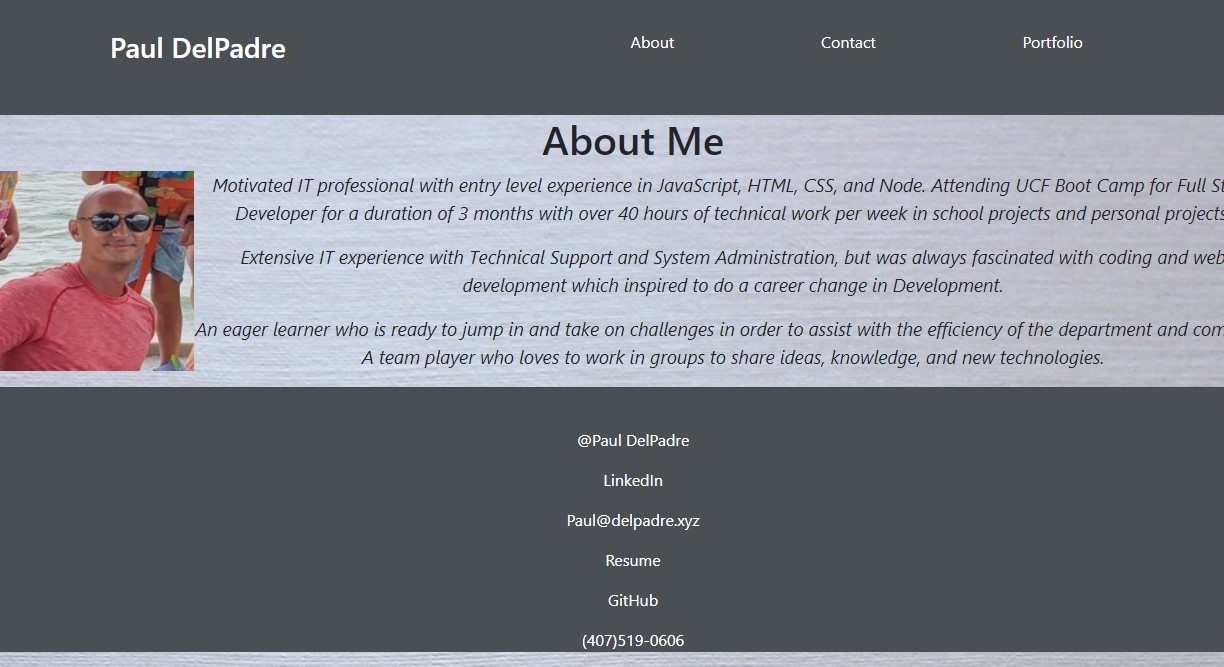 Paul DelPadre
About Contact Portfolio
About Me
Motivated IT professional with entry level experience in JavaScript, HTML, CSS, and Node. Attending UCF Boot Camp for Full
Developer for a duration of 3 months with over 40 hours of technical work per week in school projects and personal projects
Extensive IT experience with Technical Support and System Administration, but was always fascinated with coding and web
development which inspired to do a career change in Development.
An eager learner who is ready to jump in and take on challenges in order to assist with the efficiency of the department and
A team player who loves to work in groups to share ideas, knowledge, and new technologies.
@Paul DelPadre
LinkedIn
Paul@delpadre.xyz
Resume
GitHub
(407)519-0606